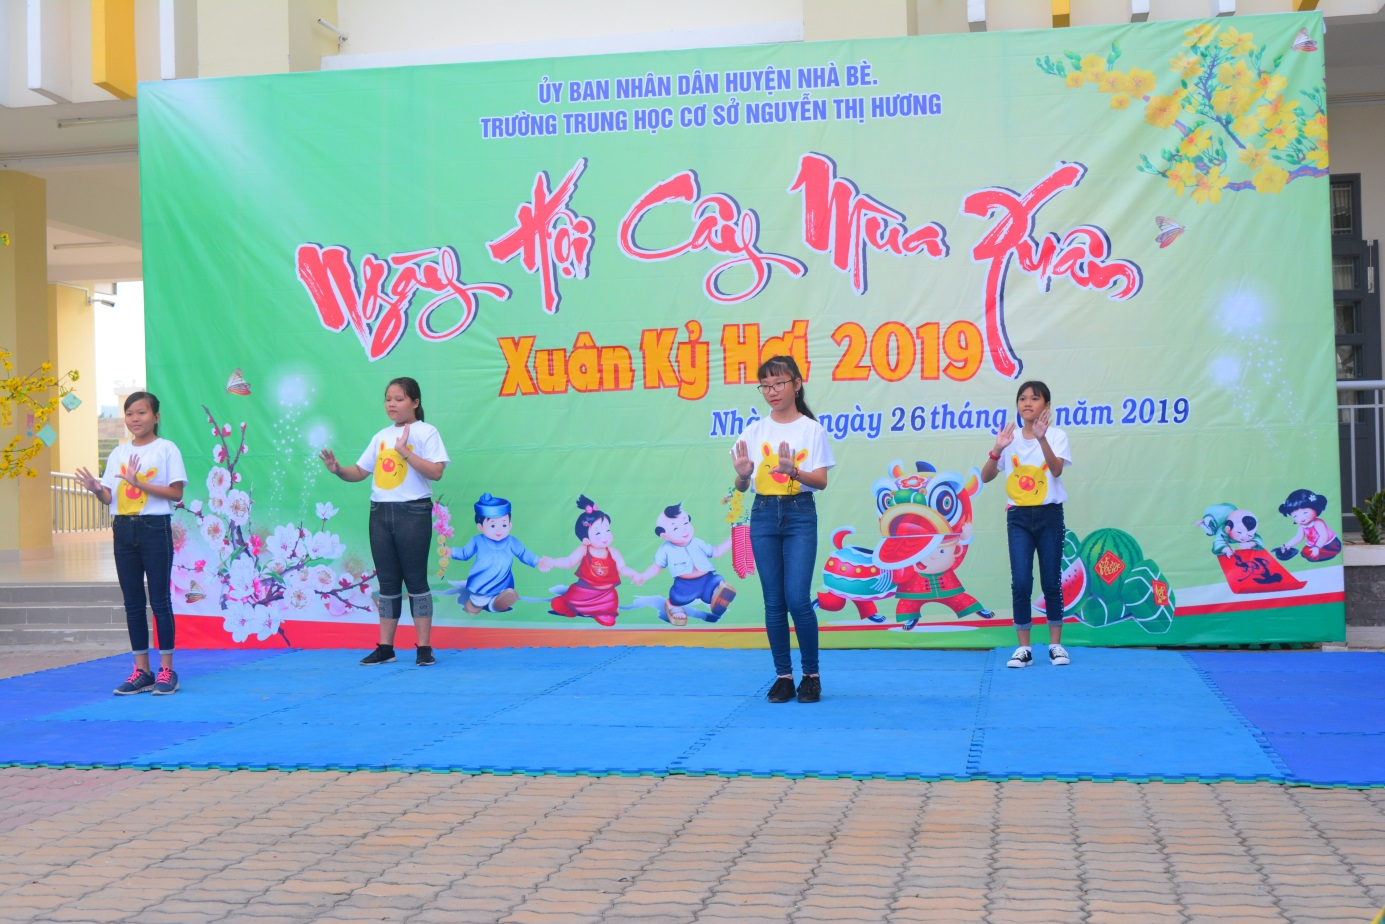 ỦY BAN NHÂN DÂN HUYỆN NHÀ BÈ.
TRƯỜNG TRUNG HỌC CƠ SỞ NGUYỄN THỊ HƯƠNG
Ngày Hội Cây Mùa Xuân
Xuân Kỷ Hợi 2019
Nhà ngày 26 tháng năm 2019